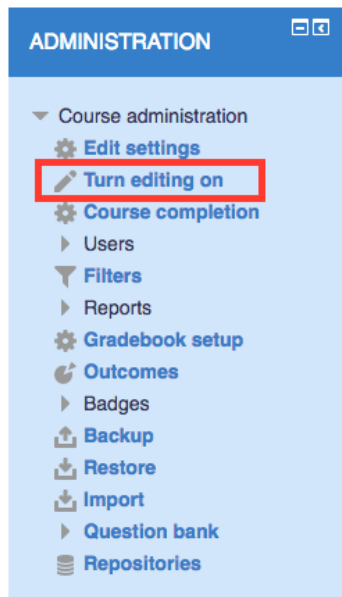 ADMINISTRATION
Course administration
Edit settings
Turn editing on
Course completion
Users
Filters
Reports
Gradebook setup
Outcomes
Badges
Backup
Restore
Import
Question bank
Repositories